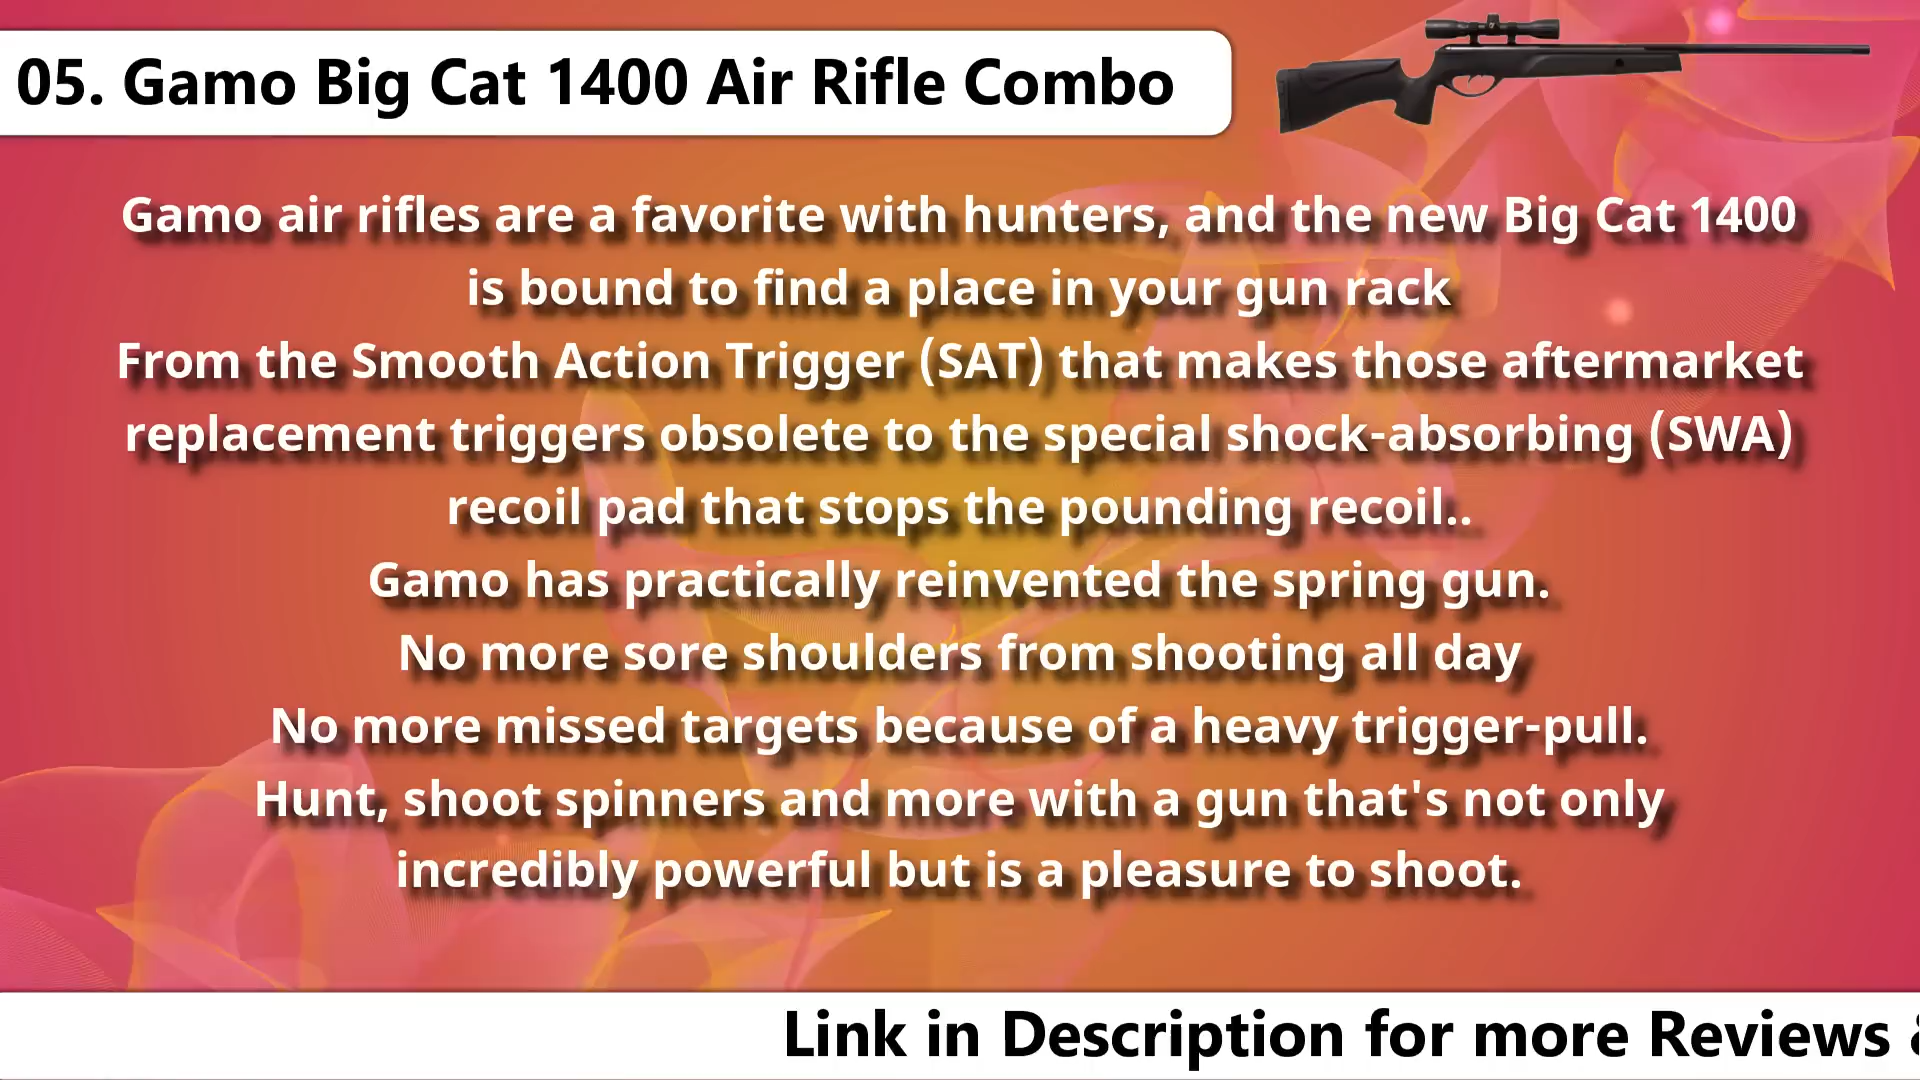 05. Gamo Big Cat 1400 Air Rifle Combo
Gamo air rifles are a favorite with hunters, and the new Big Cat 1400
is bound to find a place in your gun rack
From the Smooth Action Trigger (SAT) that makes those aftermarket
replacement triggers obsolete to the special shock-absorbing (SWA)
recoil pad that stops the pounding recoil..
Gamo has practically reinvented the spring gun.
No more sore shoulders from shooting all day
No more missed targets because of a heavy trigger-pull.
Hunt, shoot spinners and more with a gun that's not only
incredibly powerful but is a pleasure to shoot.
Link in Description for more Reviews